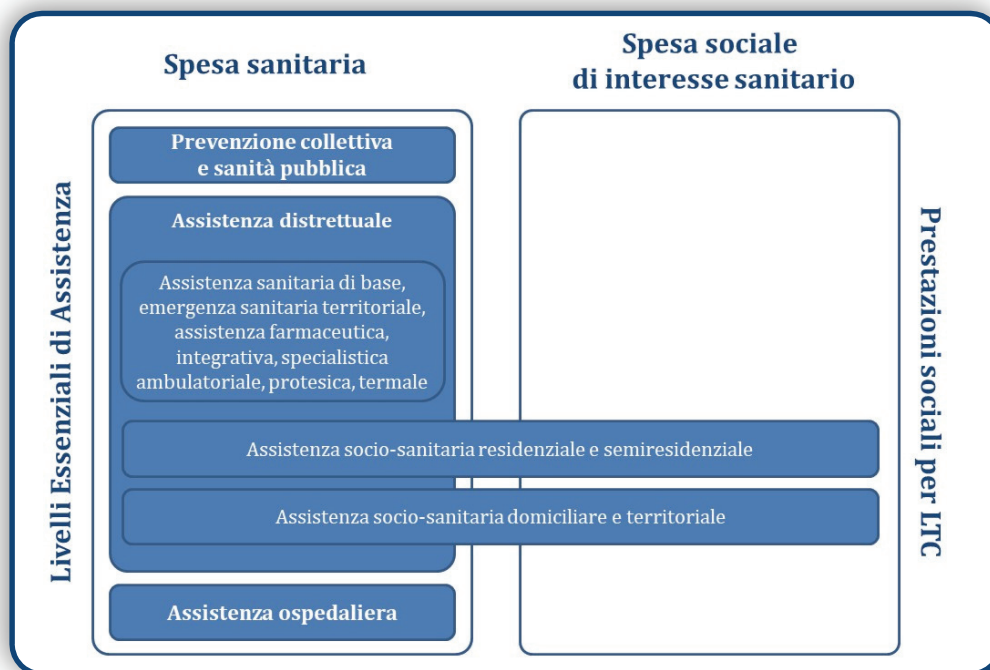 Spesa sanitaria
Spesa sociale
di interesse sanitario
Livelli Essenziali di Assistenza
Prevenzione collettiva
e sanità pubblica
Assistenza distrettuale
Assistenza sanitaria di base,
emergenza sanitaria territoriale,
assistenza farmaceutica,
integrativa, specialistica
ambulatoriale, protesica, termale
Assistenza socio-sanitaria residenziale e semiresidenziale
Assistenza socio-sanitaria domiciliare e territoriale
Assistenza ospedaliera
Prestazioni sociali per LTC